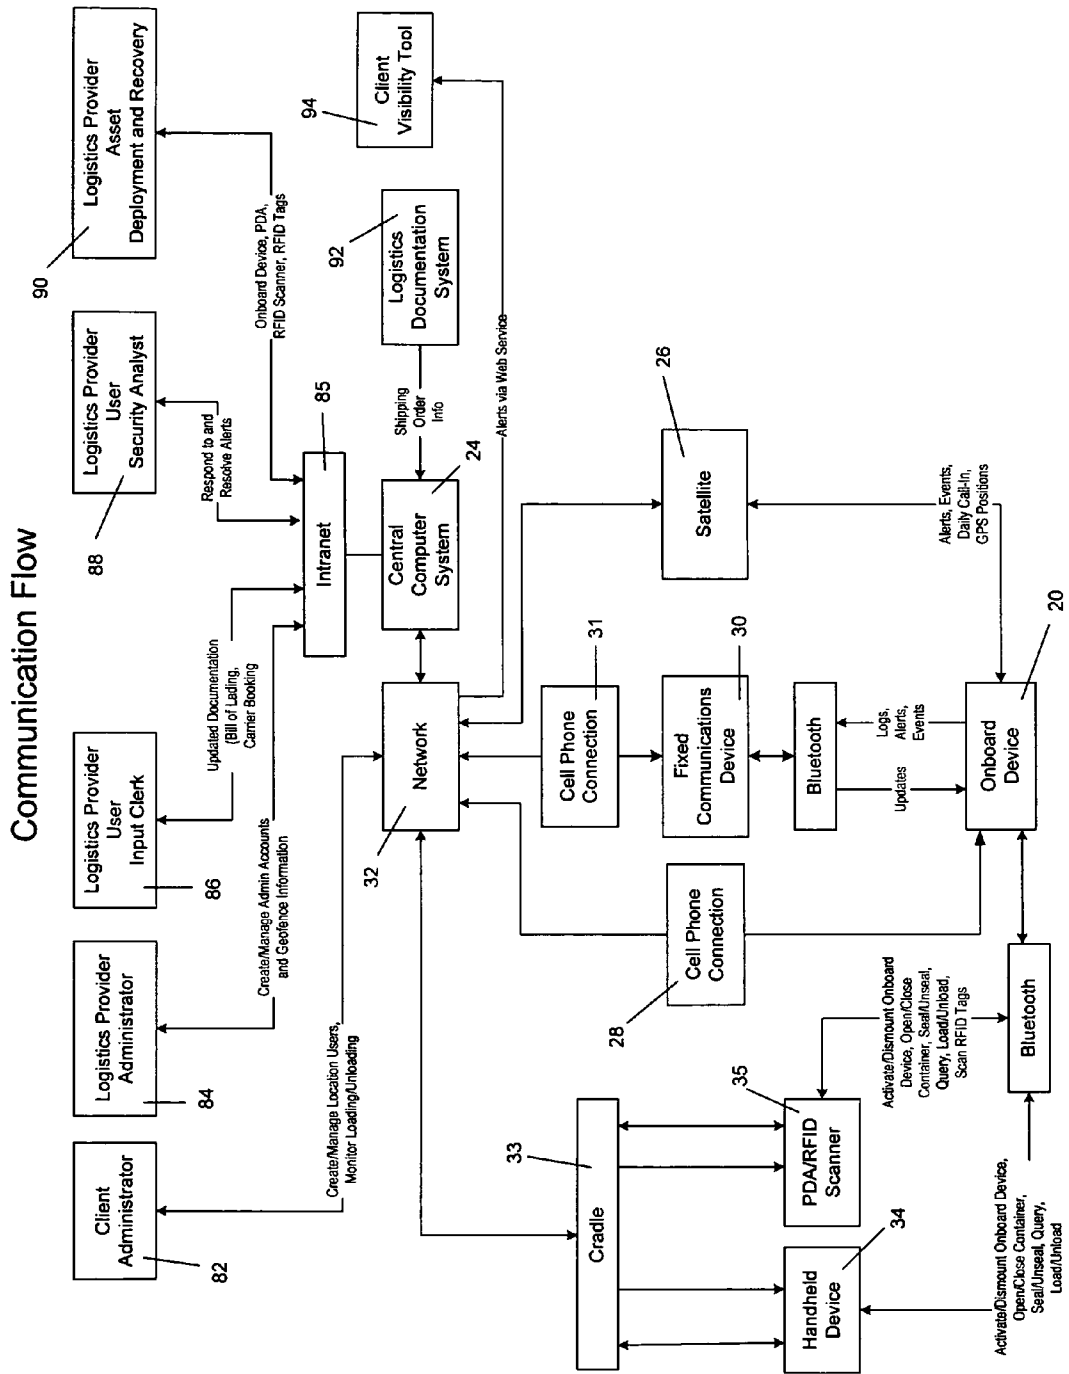 Communication Flow
Client
Administrator
82
Logistics Provider
Administrator
84
Logistics Provider
User
Input Clerk
86
Logistics Provider
User
Security Analyst
88
Logistics Provider
Asset
Deployment and Recovery
90
Create/Manage Location Users,
Monitor Loading/Unloading
Create/Manage Admin Accounts
and Geofence Information
Updated Documentation
(Bill of Lading,
Carrier Booking
Respond to and
Resolve Alerts
Onboard Device, PDA,
RFID Scanner, RFID Tags
Intranet
85
Network
32
Central
Computer
System
24
Shipping
Order
Info
Logistics
Documentation
System
92
Client
Visibility Tool
94
Alerts via Web Service
Cradle
33
Cell Phone
Connection
28
Cell Phone
Connection
31
Fixed
Communications
Device
30
Satellite
26
Handheld
Device
34
PDA/RFID
Scanner
35
Bluetooth
Updates
Logs,
Alerts,
Events
Alerts, Events,
Daily Call-In,
GPS Positions
Activate/Dismount Onboard
Device, Open/Close
Container, Seal/Unseal,
Query, Load/Unload,
Scan RFID Tags
Onboard
Device
20
Bluetooth
Activate/Dismount Onboard Device,
Open/Close Container,
Seal/Unseal, Query,
Load/Unload